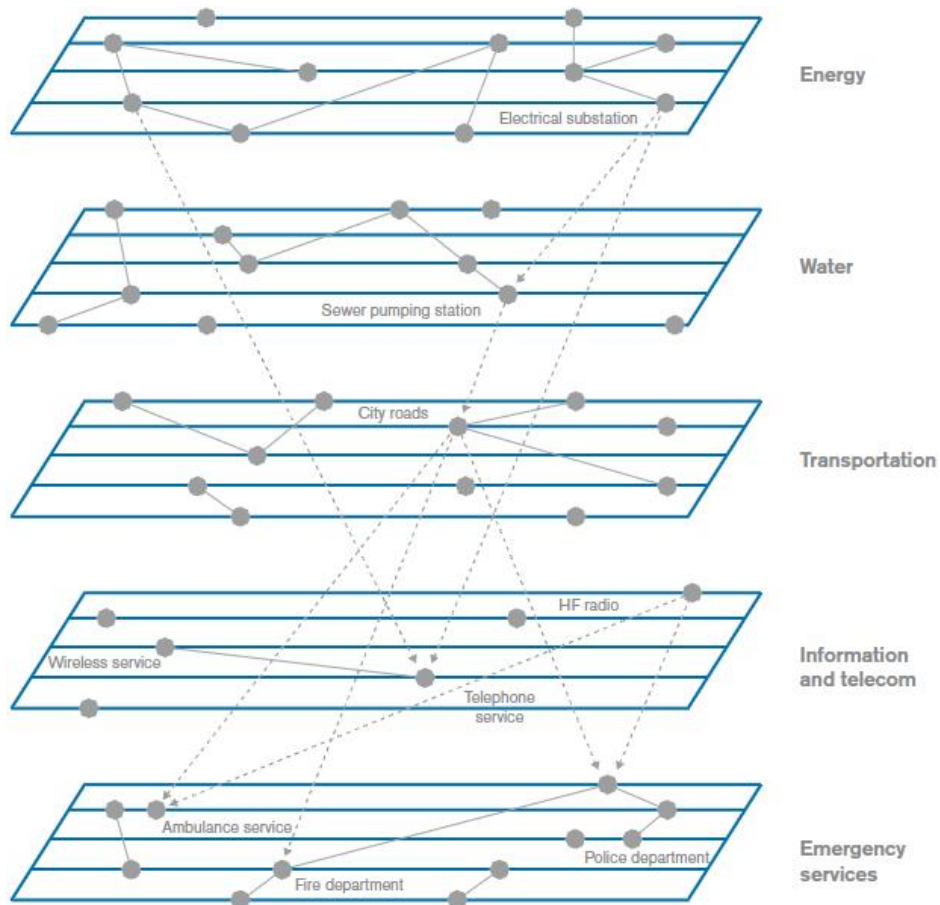 Energy
Electrical substation
Water
Sewer pumping station
City roads
Transportation
HF radio
Wireless service
Information
and telecom
Telephone
service
Ambulance service
Police department
Emergency
services
Fire department